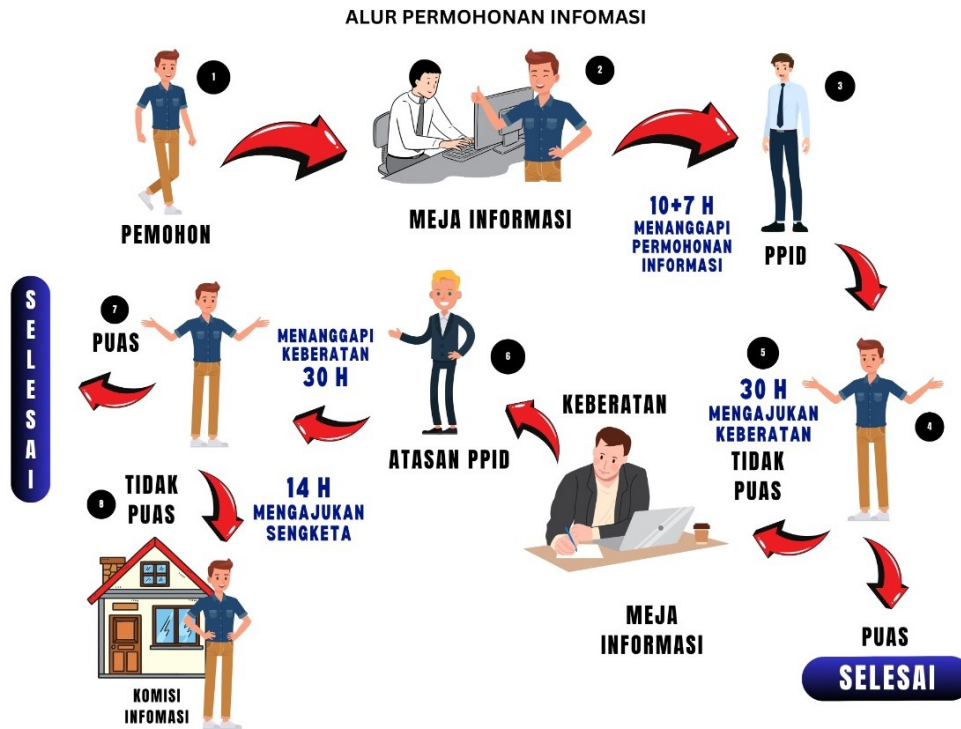 ALUR PERMOHONAN INFOMASI
1
PEMOHON
2
MEJA INFORMASI
10+7 H
MENANGGAPI
PERMOHONAN
INFORMASI
3
PPID
4
5
30 H
MENGAJUKAN
KEBERATAN
TIDAK
PUAS
PUAS
SELESAI
KEBERATAN
MEJA
INFORMASI
6
ATASAN PPID
MENANGGAPI
KEBERATAN
30 H
7
PUAS
SELESAI
8
TIDAK
PUAS
14 H
MENGAJUKAN
SENGKETA
KOMISI
INFOMASI